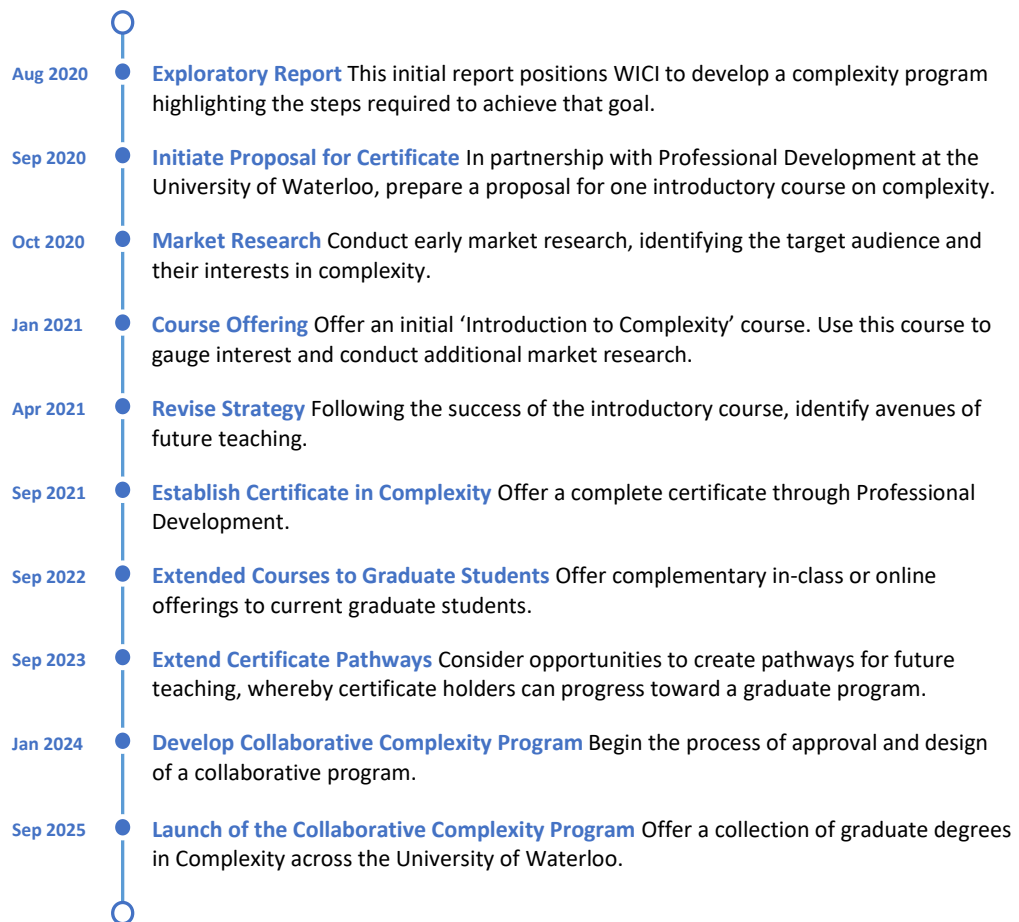 Aug 2020 Exploratory Report This initial report positions WICI to develop a complexity program
highlighting the steps required to achieve that goal.
Sep 2020 Initiate Proposal for Certificate In partnership with Professional Development at the
University of Waterloo, prepare a proposal for one introductory course on complexity.
Oct 2020 Market Research Conduct early market research, identifying the target audience and
their interests in complexity.
Jan 2021 Course Offering Offer an initial ‘Introduction to Complexity’ course. Use this course to
gauge interest and conduct additional market research.
Apr 2021 Revise Strategy Following the success of the introductory course, identify avenues of
future teaching.
Sep 2021 Establish Certificate in Complexity Offer a complete certificate through Professional
Development.
Sep 2022 Extended Courses to Graduate Students Offer complementary in-class or online
offerings to current graduate students.
Sep 2023 Extend Certificate Pathways Consider opportunities to create pathways for future
teaching, whereby certificate holders can progress toward a graduate program.
Jan 2024 Develop Collaborative Complexity Program Begin the process of approval and design
of a collaborative program.
Sep 2025 Launch of the Collaborative Complexity Program Offer a collection of graduate degrees
in Complexity across the University of Waterloo.